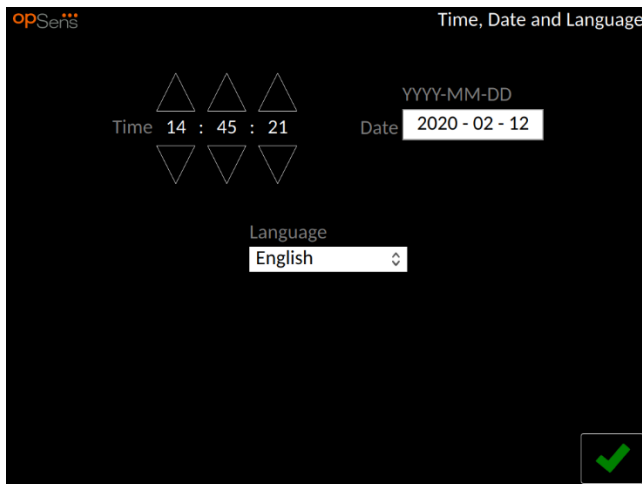 opSens
Time, Date and Language
YYYY-MM-DD
Time 14 : 45 : 21
Date 2020 - 02 - 12
Language
English